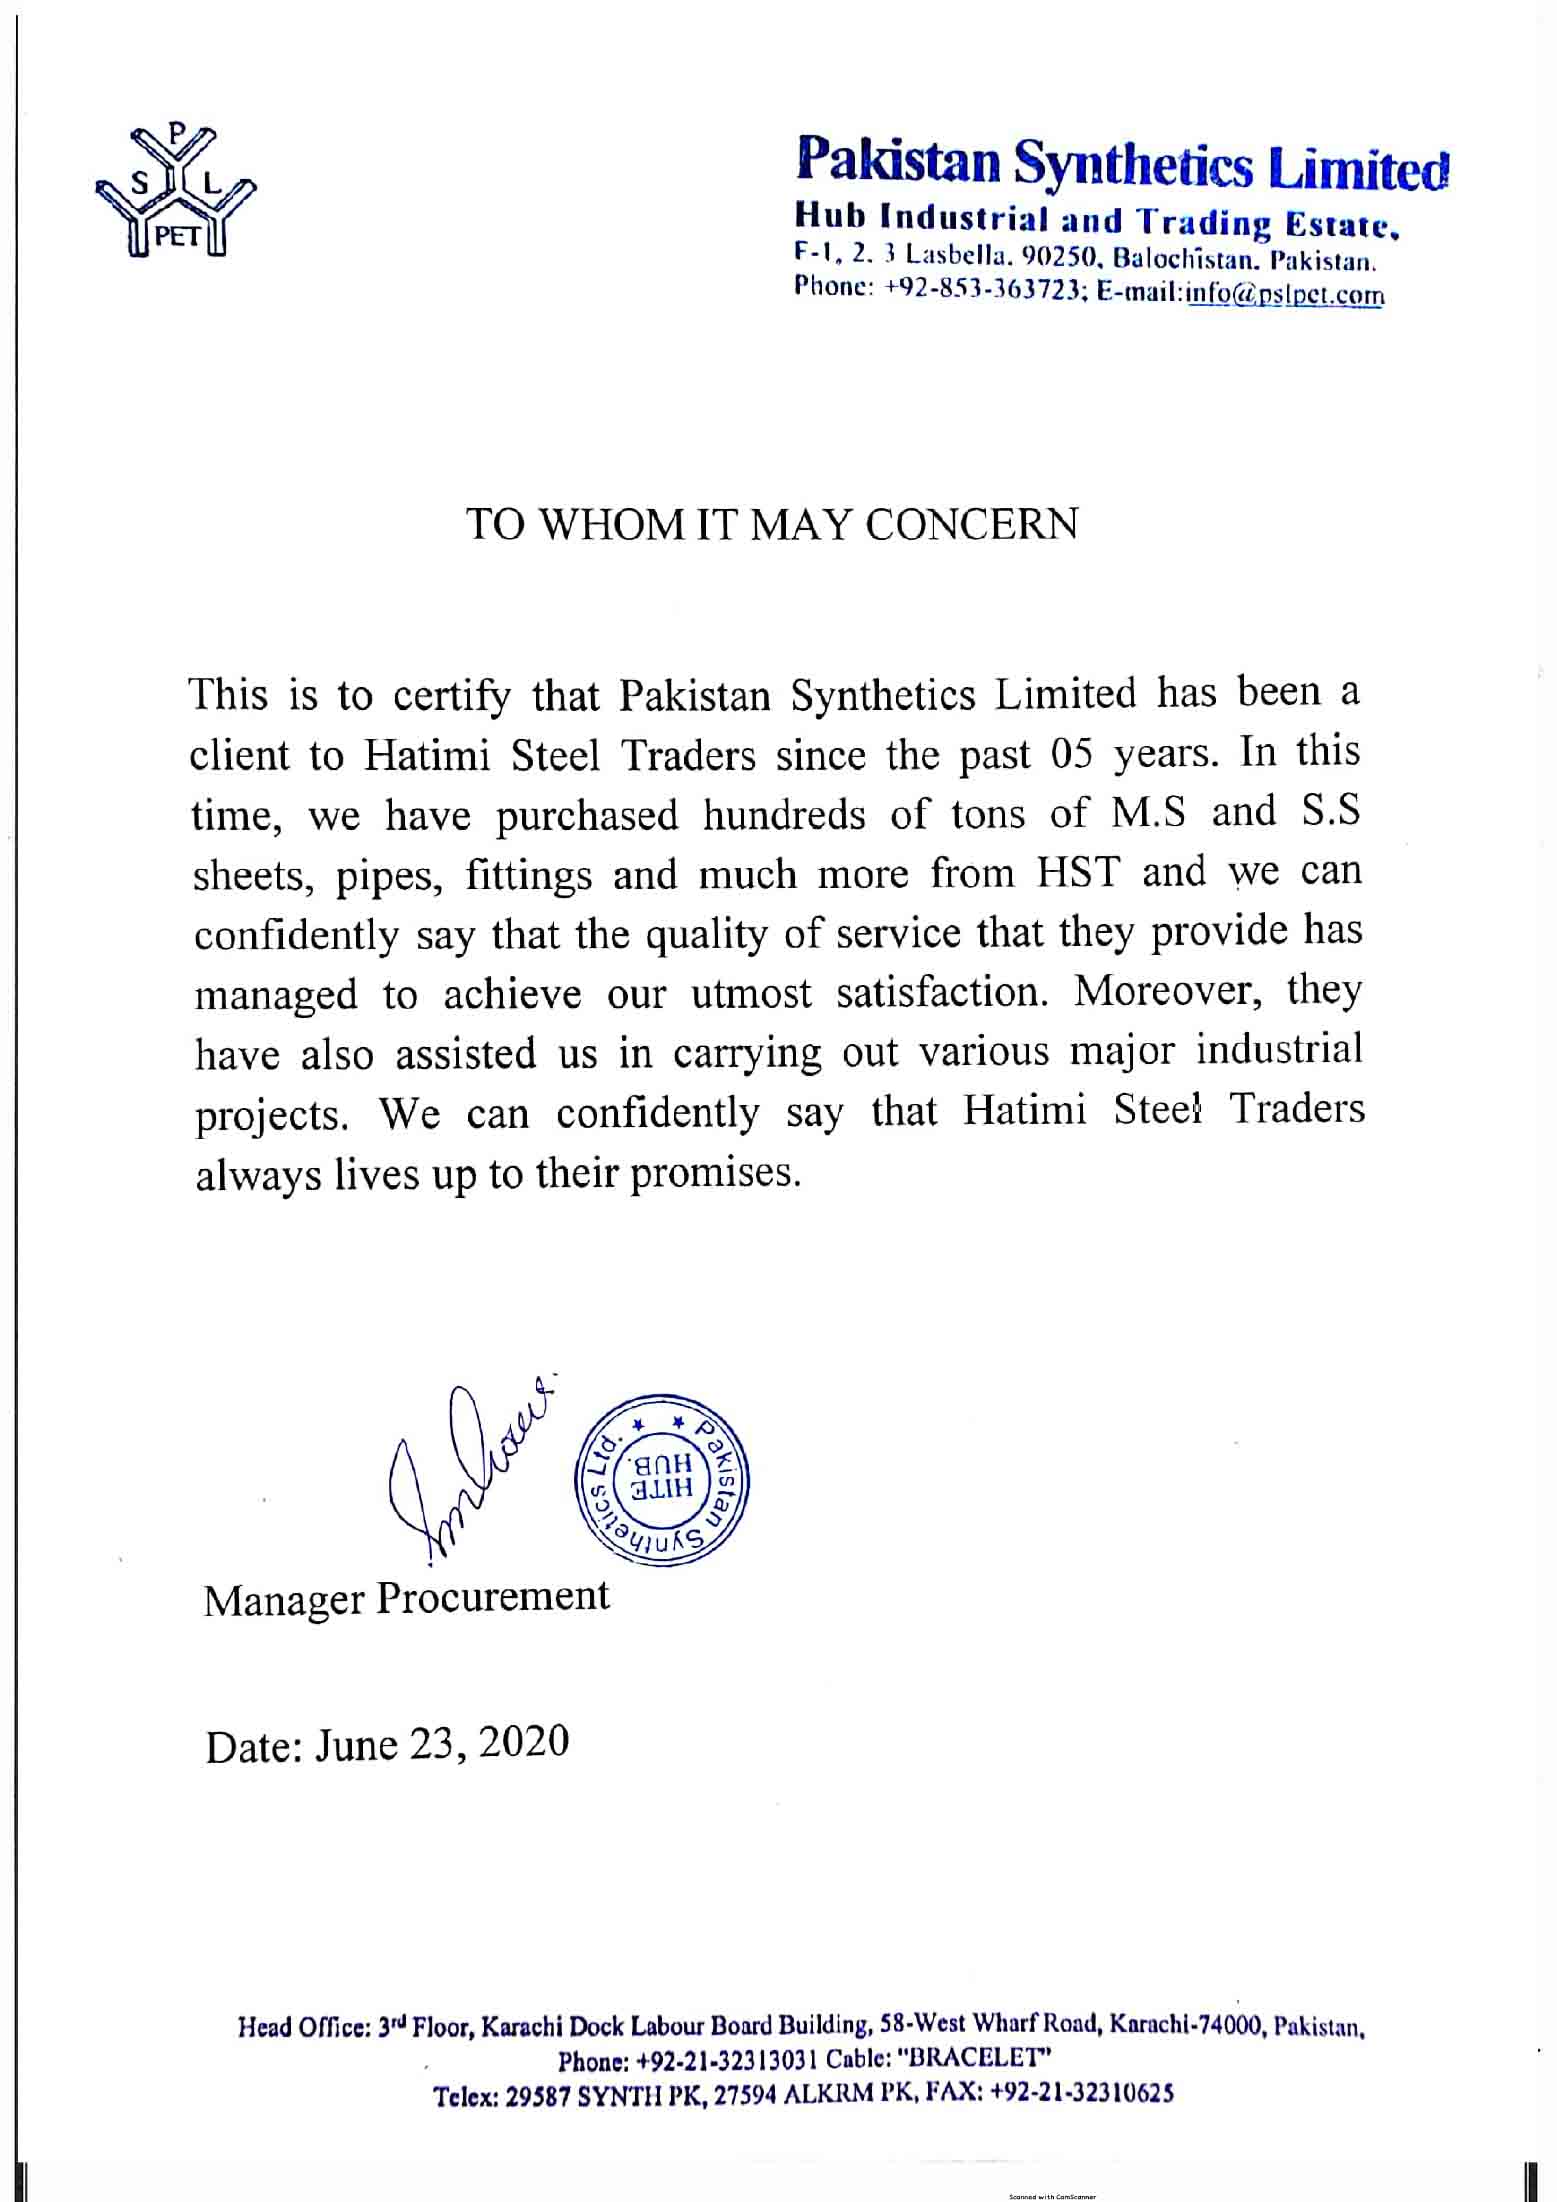 P
S L
PET
Pakistan Synthetics Limited
Hub Industrial and Trading Estate,
F-1, 2. 3 Lasbella. 90250, Balochistan. Pakistan.
Phone: +92-853-363723; E-mail:info@pslpet.com
TO WHOM IT MAY CONCERN
This is to certify that Pakistan Synthetics Limited has been a
client to Hatimi Steel Traders since the past 05 years. In this
time, we have purchased hundreds of tons of M.S and S.S
sheets, pipes, fittings and much more from HST and we can
confidently say that the quality of service that they provide has
managed to achieve our utmost satisfaction. Moreover, they
have also assisted us in carrying out various major industrial
projects. We can confidently say that Hatimi Steel Traders
always lives up to their promises.
Pakistan Synthetics Ltd.
HITE
HUB.
Manager Procurement
Date: June 23, 2020
Head Office: 3rd Floor, Karachi Dock Labour Board Building, 58-West Wharf Road, Karachi-74000, Pakistan,
Phone: +92-21-32313031 Cable: "BRACELET"
Telex: 29587 SYNTH PK, 27594 ALKRM PK, FAX: +92-21-32310625
Scanned with CamScanner